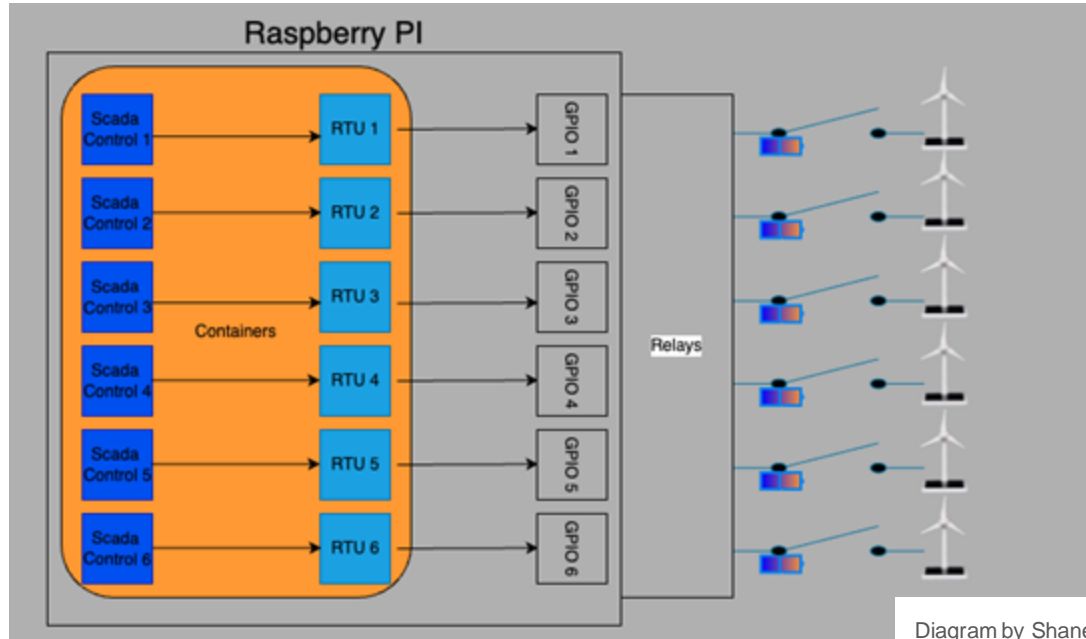 Raspberry PI
Scada
Control 1
RTU 1
GPIO 1
Scada
Control 2
RTU 2
GPIO 2
Scada
Control 3
RTU 3
GPIO 3
Containers
Relays
Scada
Control 4
RTU 4
GPIO 4
Scada
Control 5
RTU 5
GPIO 5
Scada
Control 6
RTU 6
GPIO 6
Diagram by Shane